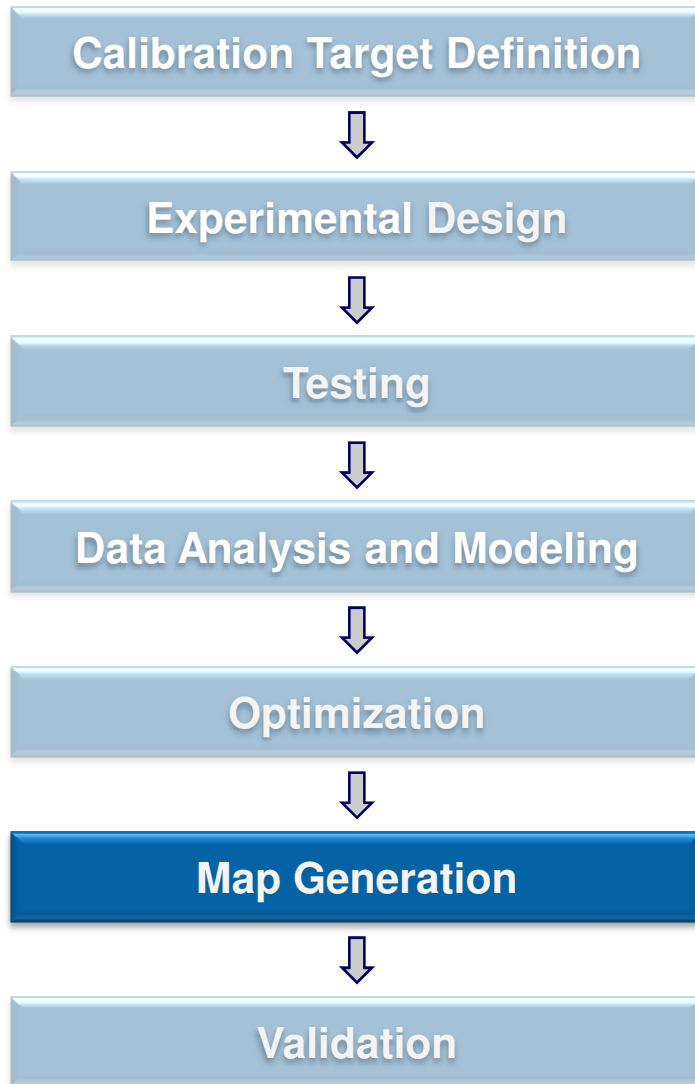 Calibration Target Definition
Experimental Design
Testing
Data Analysis and Modeling
Optimization
Map Generation
Validation